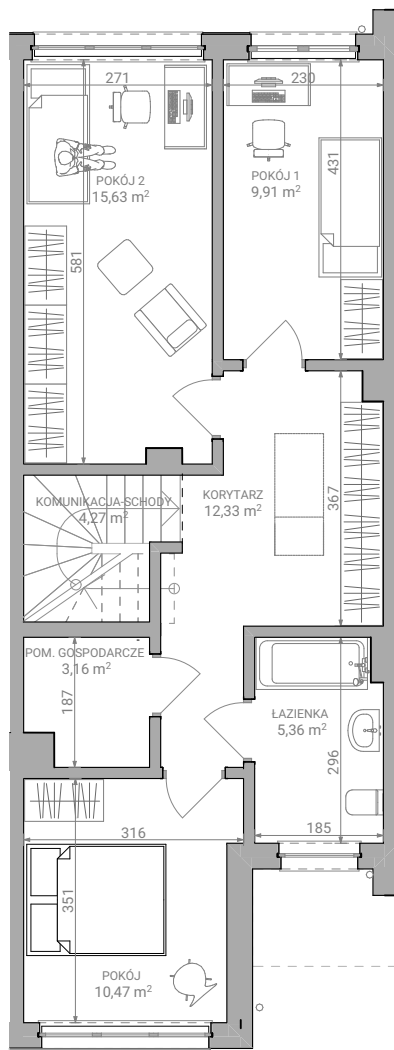 271
230
POKÓJ 2
15,63 m²
POKÓJ 1
9,91 m²
431
581
KOMUNIKACJA-SCHODY
4,27 m²
KORYTARZ
12,33 m²
367
POM. GOSPODARCZE
3,16 m²
187
ŁAZIENKA
5,36 m²
296
316
185
351
POKÓJ
10,47 m²